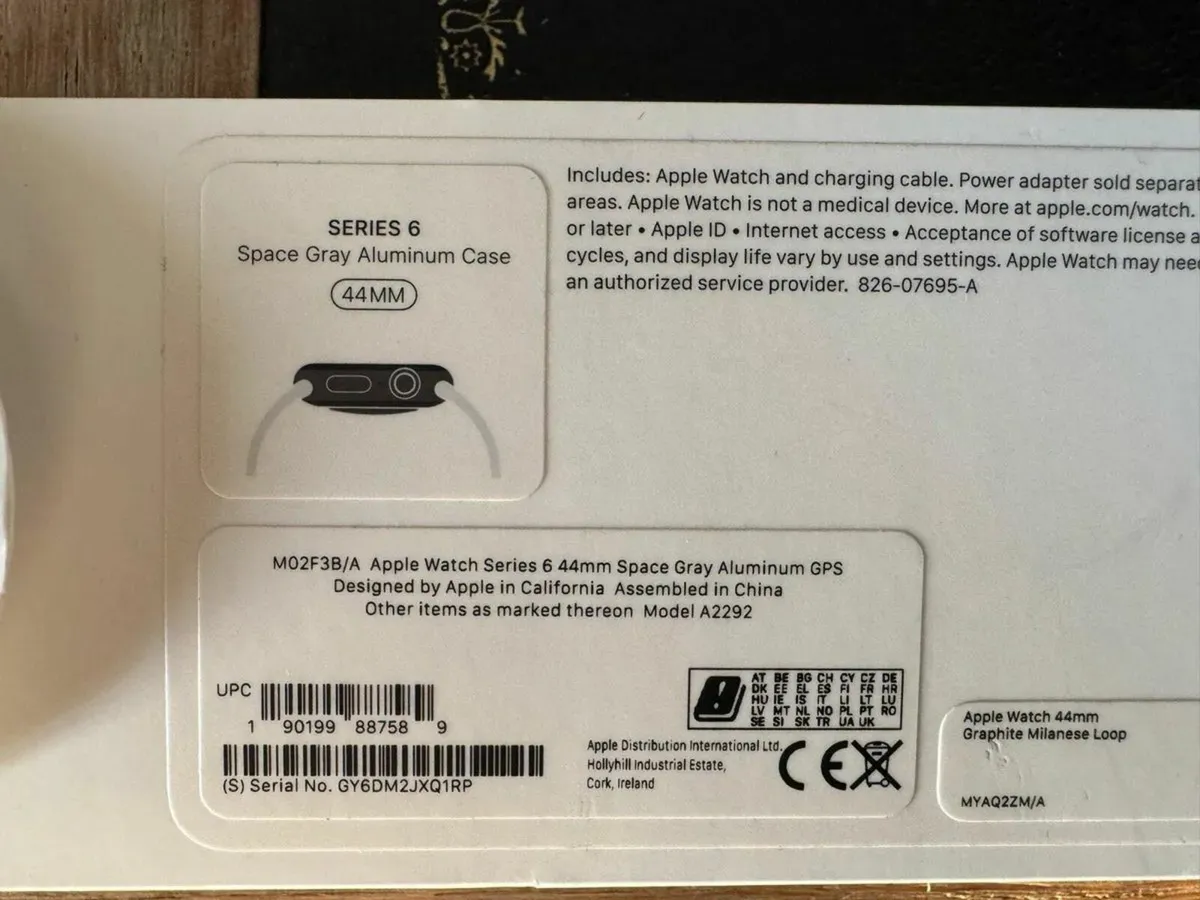 SERIES 6
Space Gray Aluminum Case
44MM
Includes: Apple Watch and charging cable. Power adapter sold separat
areas. Apple Watch is not a medical device. More at apple.com/watch.
or later • Apple ID • Internet access • Acceptance of software license a
cycles, and display life vary by use and settings. Apple Watch may nee
an authorized service provider. 826-07695-A
M02F3B/A Apple Watch Series 6 44mm Space Gray Aluminum GPS
Designed by Apple in California Assembled in China
Other items as marked thereon Model A2292
UPC
1 90199 88758 9
(S) Serial No. GY6DM2JXQ1RP
AT BE BG CH CY CZ DE
DK EE EL ES FI FR HR
HU IE IS IT LI LT LU
LV MT NL NO PL PT RO
SE SI SK TR UA UK
Apple Distribution International Ltd.
Hollyhill Industrial Estate,
Cork, Ireland
CE
Apple Watch 44mm
Graphite Milanese Loop
MYAQ2ZM/A